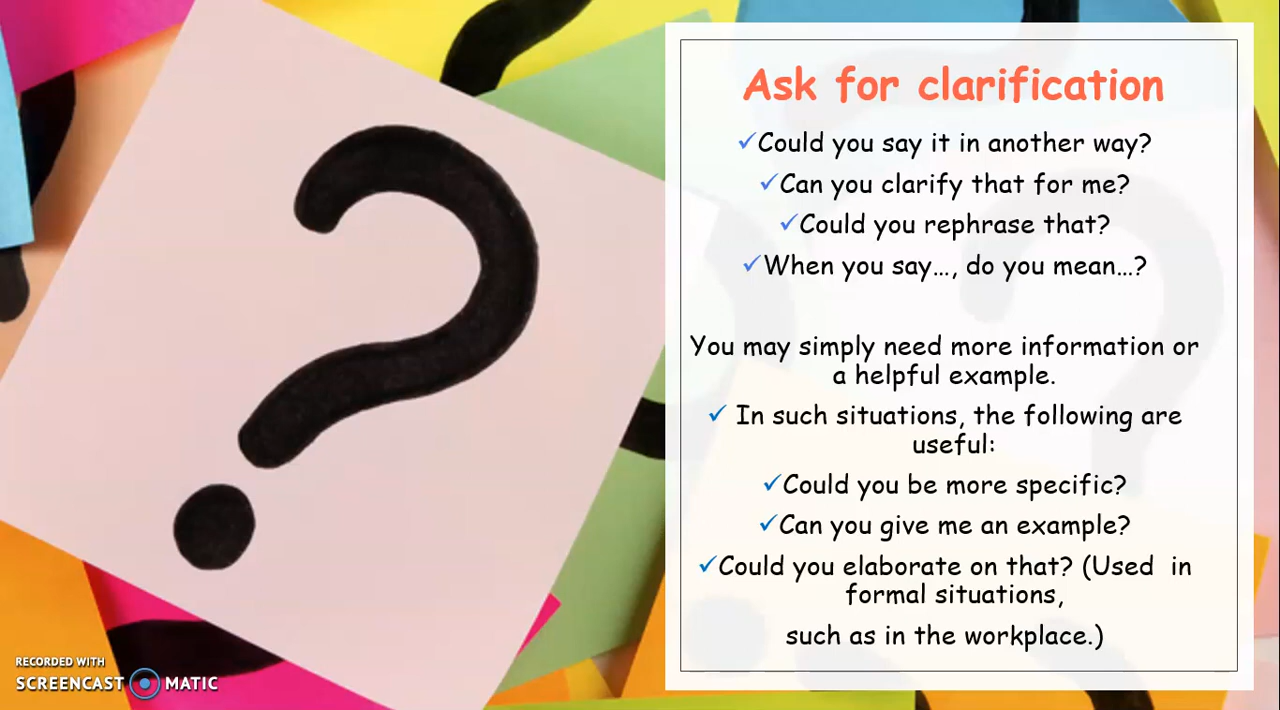 Ask for clarification
✓Could you say it in another way?
✓Can you clarify that for me?
✓Could you rephrase that?
✓When you say…, do you mean…?
You may simply need more information or
a helpful example.
✓ In such situations, the following are
useful:
✓Could you be more specific?
✓Can you give me an example?
✓Could you elaborate on that? (Used  in
formal situations,
such as in the workplace.)
?
RECORDED WITH
SCREENCAST MATIC